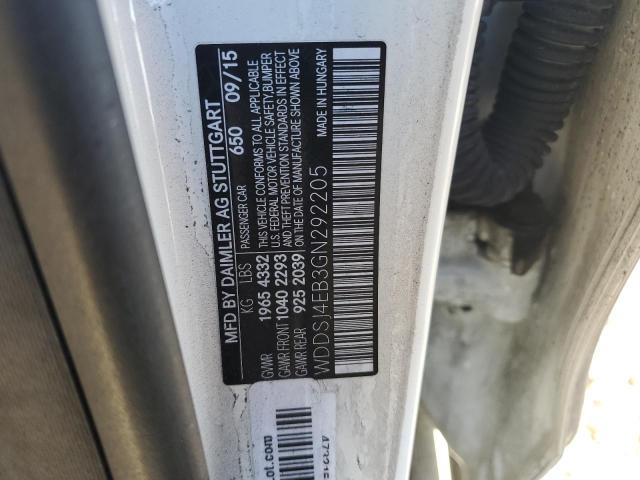 MFD BY DAIMLER AG STUTTGART
650 09/15
KG LBS PASSENGER CAR
GVWR 1965 4332
GAWR FRONT 1040 2293
GAWR REAR 925 2039
THIS VEHICLE CONFORMS TO ALL APPLICABLE
U.S. FEDERAL MOTOR VEHICLE SAFETY,BUMPER
AND THEFT PREVENTION STANDARDS IN EFFECT
ON THE DATE OF MANUFACTURE SHOWN ABOVE
MADE IN HUNGARY
WDDSJ4EB3GN292205